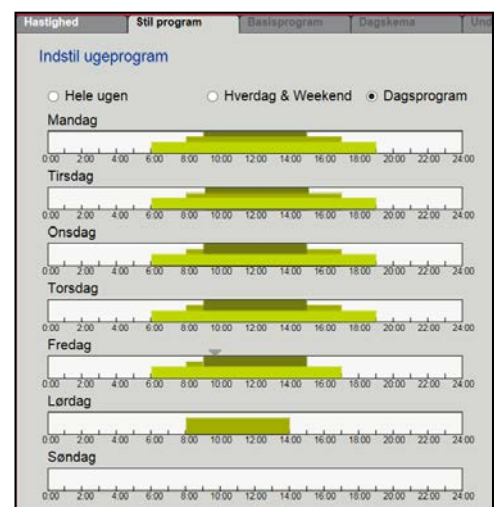 Hastighed Stil program Basisprogram Dagskema Und
Indstil ugeprogram
Hele ugen Hverdag & Weekend Dagsprogram
Mandag
0:00 2:00 4:00 6:00 8:00 10:00 12:00 14:00 16:00 18:00 20:00 22:00 24:00
Tirsdag
0:00 2:00 4:00 6:00 8:00 10:00 12:00 14:00 16:00 18:00 20:00 22:00 24:00
Onsdag
0:00 2:00 4:00 6:00 8:00 10:00 12:00 14:00 16:00 18:00 20:00 22:00 24:00
Torsdag
0:00 2:00 4:00 6:00 8:00 10:00 12:00 14:00 16:00 18:00 20:00 22:00 24:00
Fredag
0:00 2:00 4:00 6:00 8:00 10:00 12:00 14:00 16:00 18:00 20:00 22:00 24:00
Lørdag
0:00 2:00 4:00 6:00 8:00 10:00 12:00 14:00 16:00 18:00 20:00 22:00 24:00
Søndag
0:00 2:00 4:00 6:00 8:00 10:00 12:00 14:00 16:00 18:00 20:00 22:00 24:00